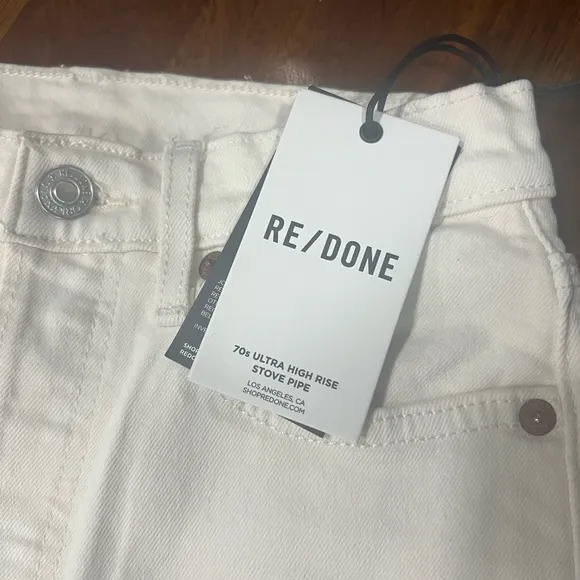 RE/DONE
70s ULTRA HIGH RISE
STOVE PIPE
LOS ANGELES, CA
SHOPREDONE.COM